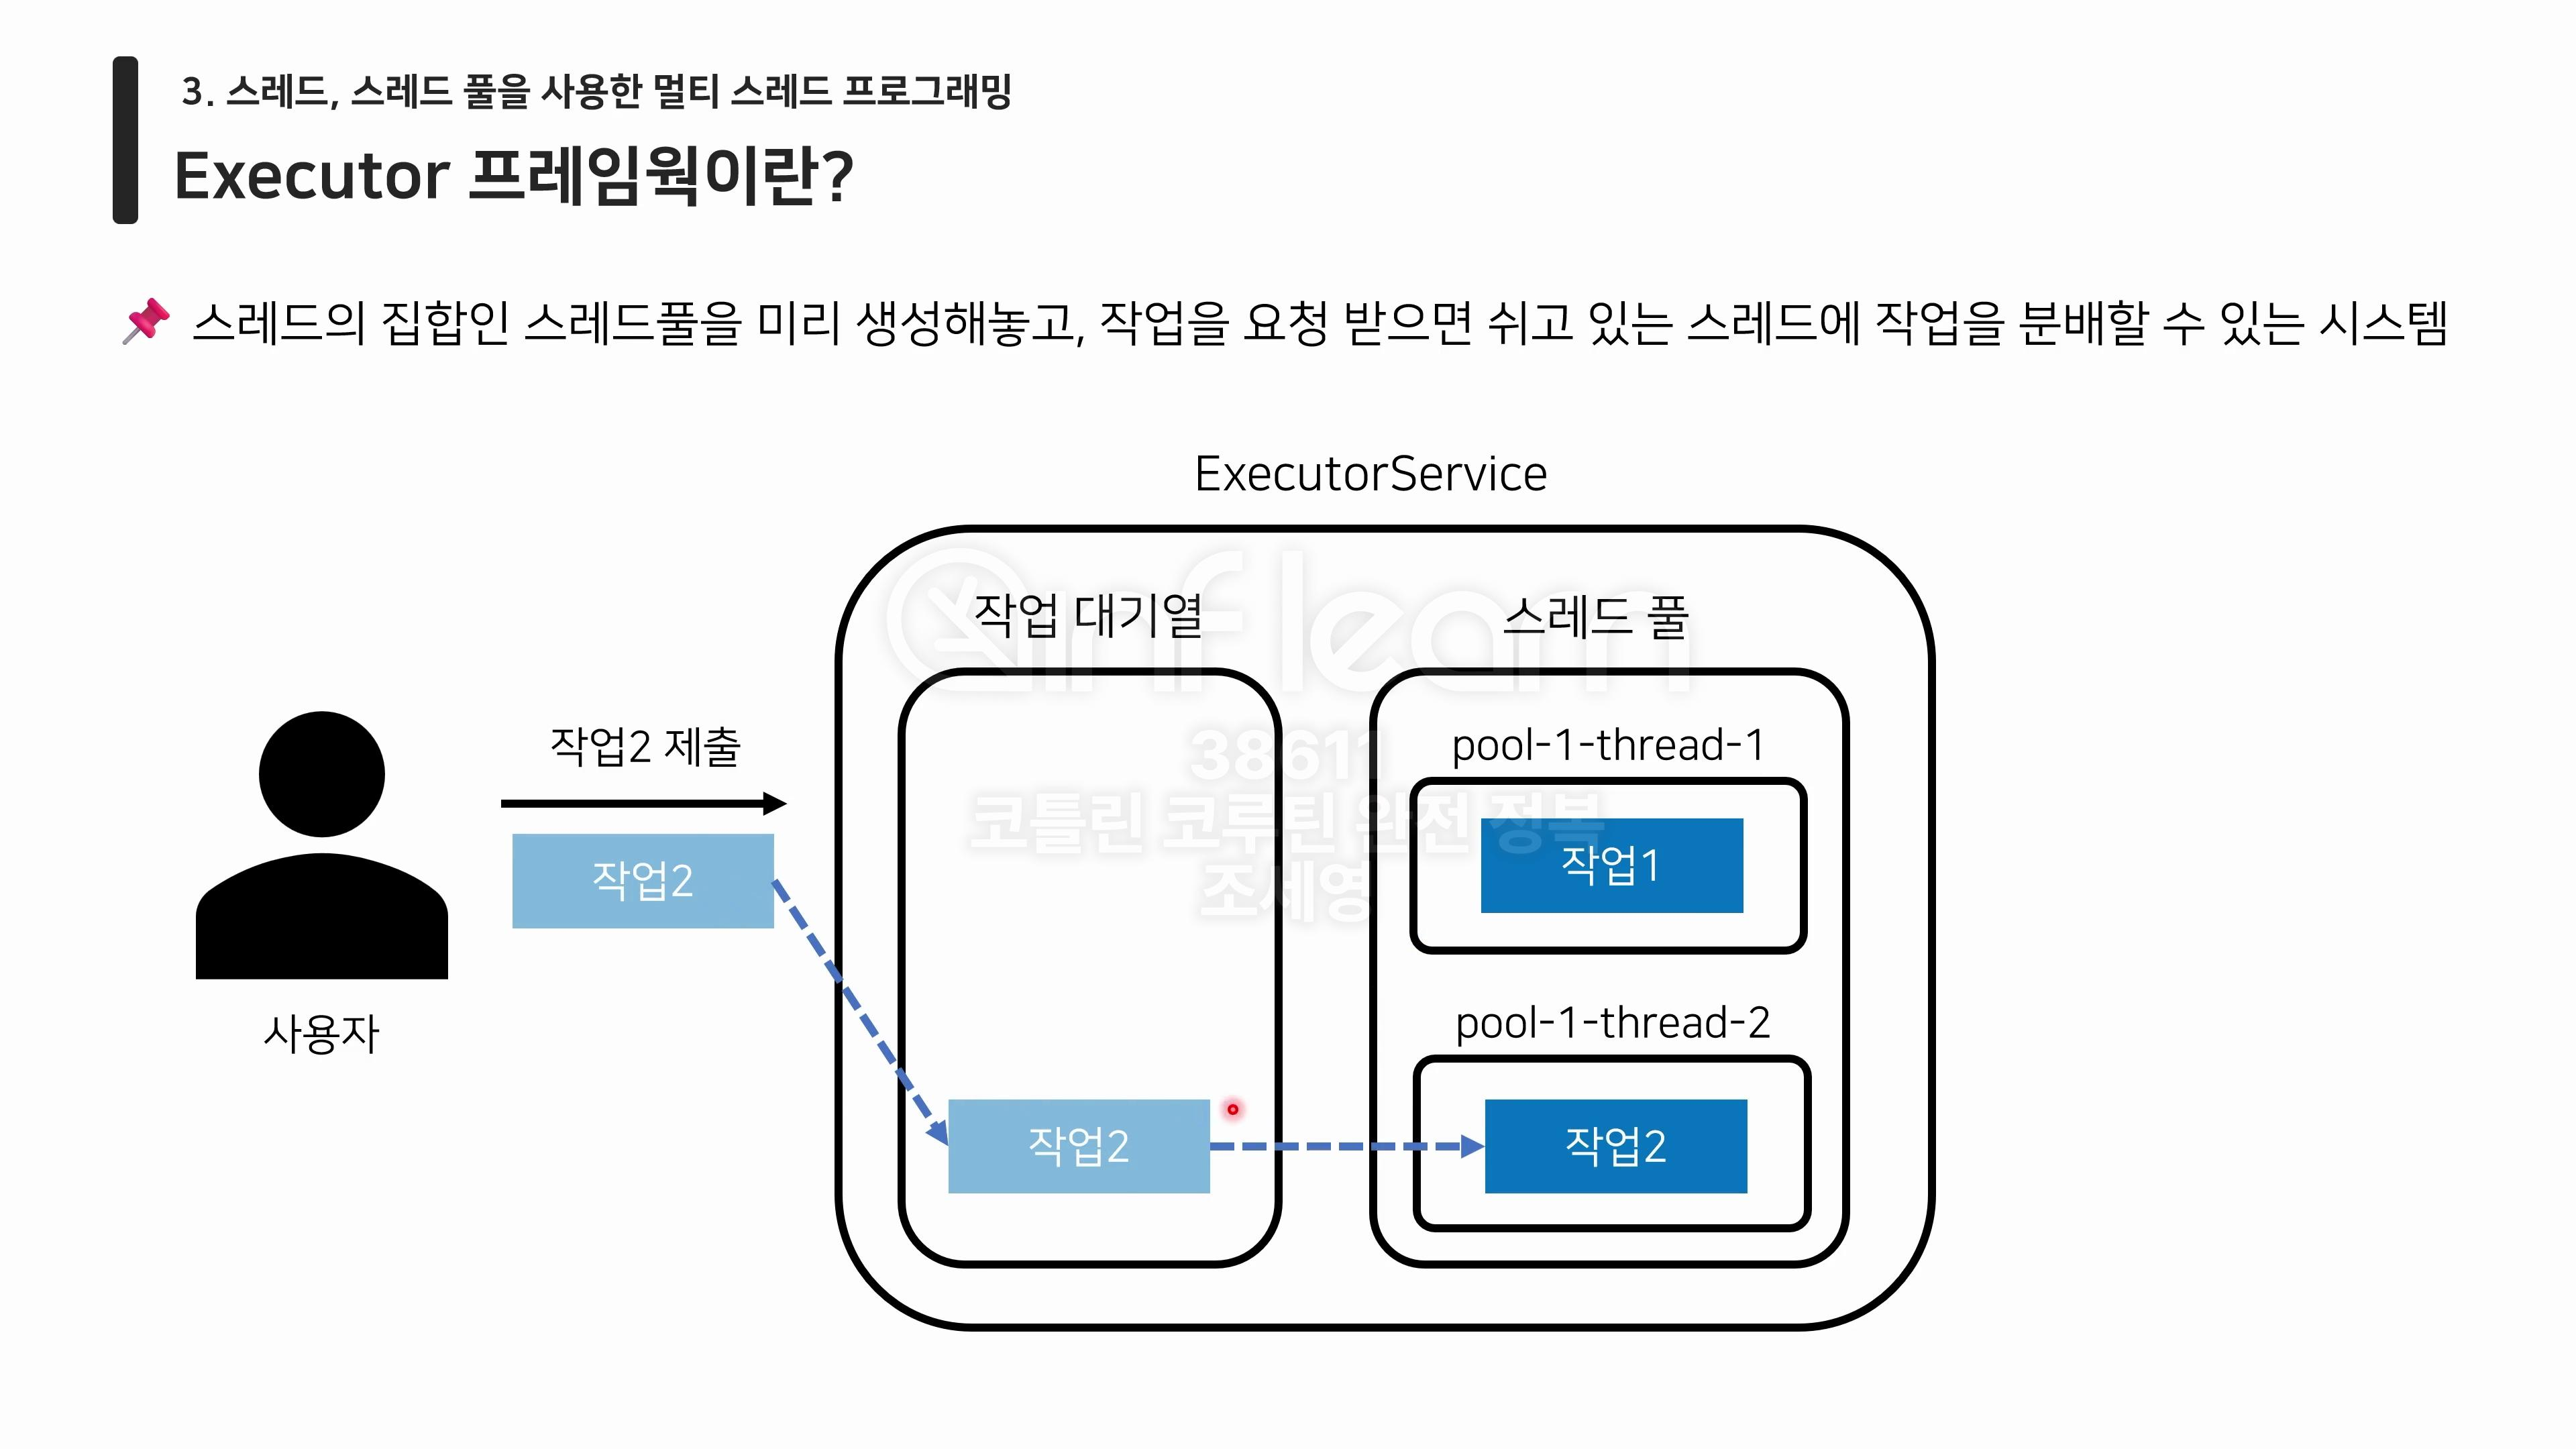 3. 스레드, 스레드 풀을 사용한 멀티 스레드 프로그래밍
Executor 프레임웍이란?
스레드의 집합인 스레드풀을 미리 생성해놓고, 작업을 요청 받으면 쉬고 있는 스레드에 작업을 분배할 수 있는 시스템
ExecutorService
inflearn
작업 대기열
스레드 풀
38611
코틀린 코루틴 완전 정복
조세영
작업2 제출
작업2
사용자
작업2
pool-1-thread-1
작업1
pool-1-thread-2
작업2